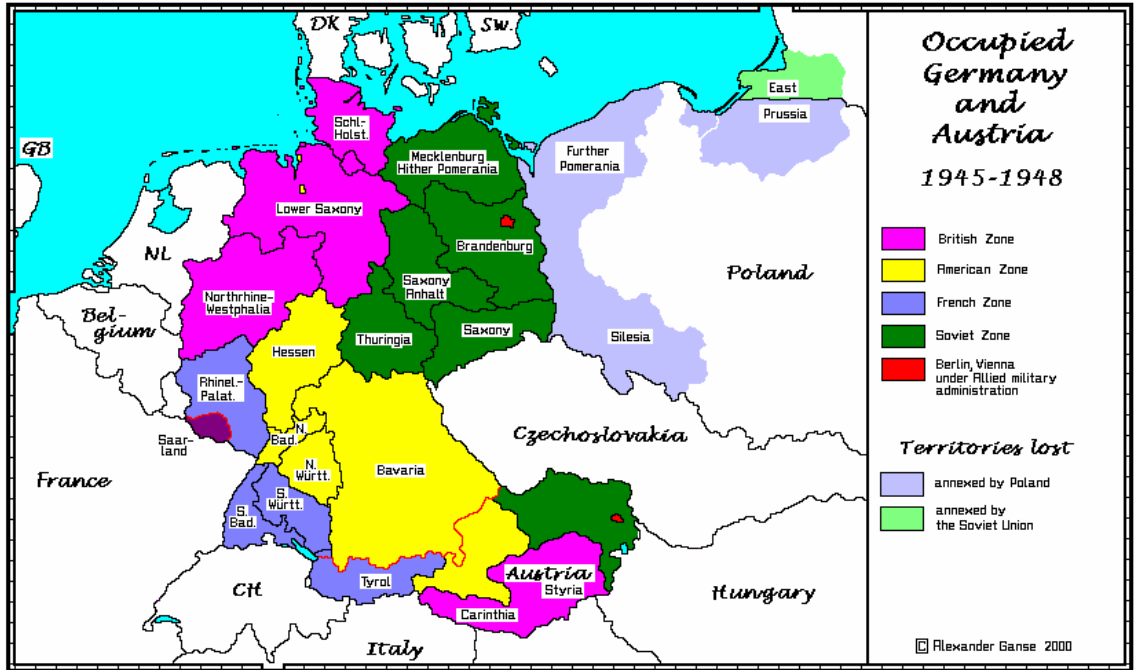 DK
SW.
GB
Schl.-
Holst.
Mecklenburg
Hither Pomerania
Further
Pomerania
East
Prussia
Lower Saxony
NL
Brandenburg
Poland
Northrhine-
Westphalia
Saxony
Anhalt
Bel-
gium
Hessen
Thuringia
Saxony
Silesia
Rhinel.-
Palat.
Saar-
land
N.
Bad.
N.
Württ.
Bavaria
Czechoslovakia
France
S.
Württ.
S.
Bad.
CH
Tyrol
Austria
Styria
Carinthia
Hungary
Italy
Occupied
Germany
and
Austria
1945-1948
British Zone
American Zone
French Zone
Soviet Zone
Berlin, Vienna
under Allied military
administration
Territories lost
annexed by Poland
annexed by
the Soviet Union
C Alexander Ganse 2000